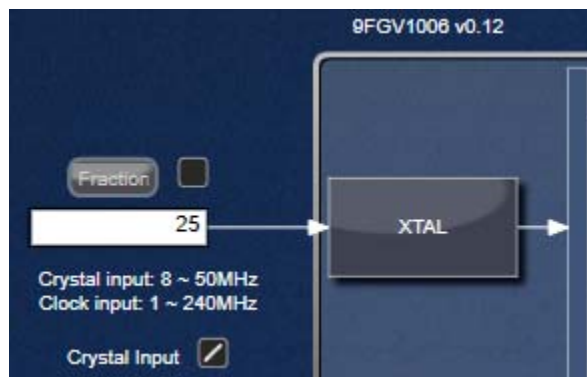 9FGV1006 v0.12
Fraction
25
XTAL
Crystal input: 8 ~ 50MHz
Clock input: 1 ~ 240MHz
Crystal Input